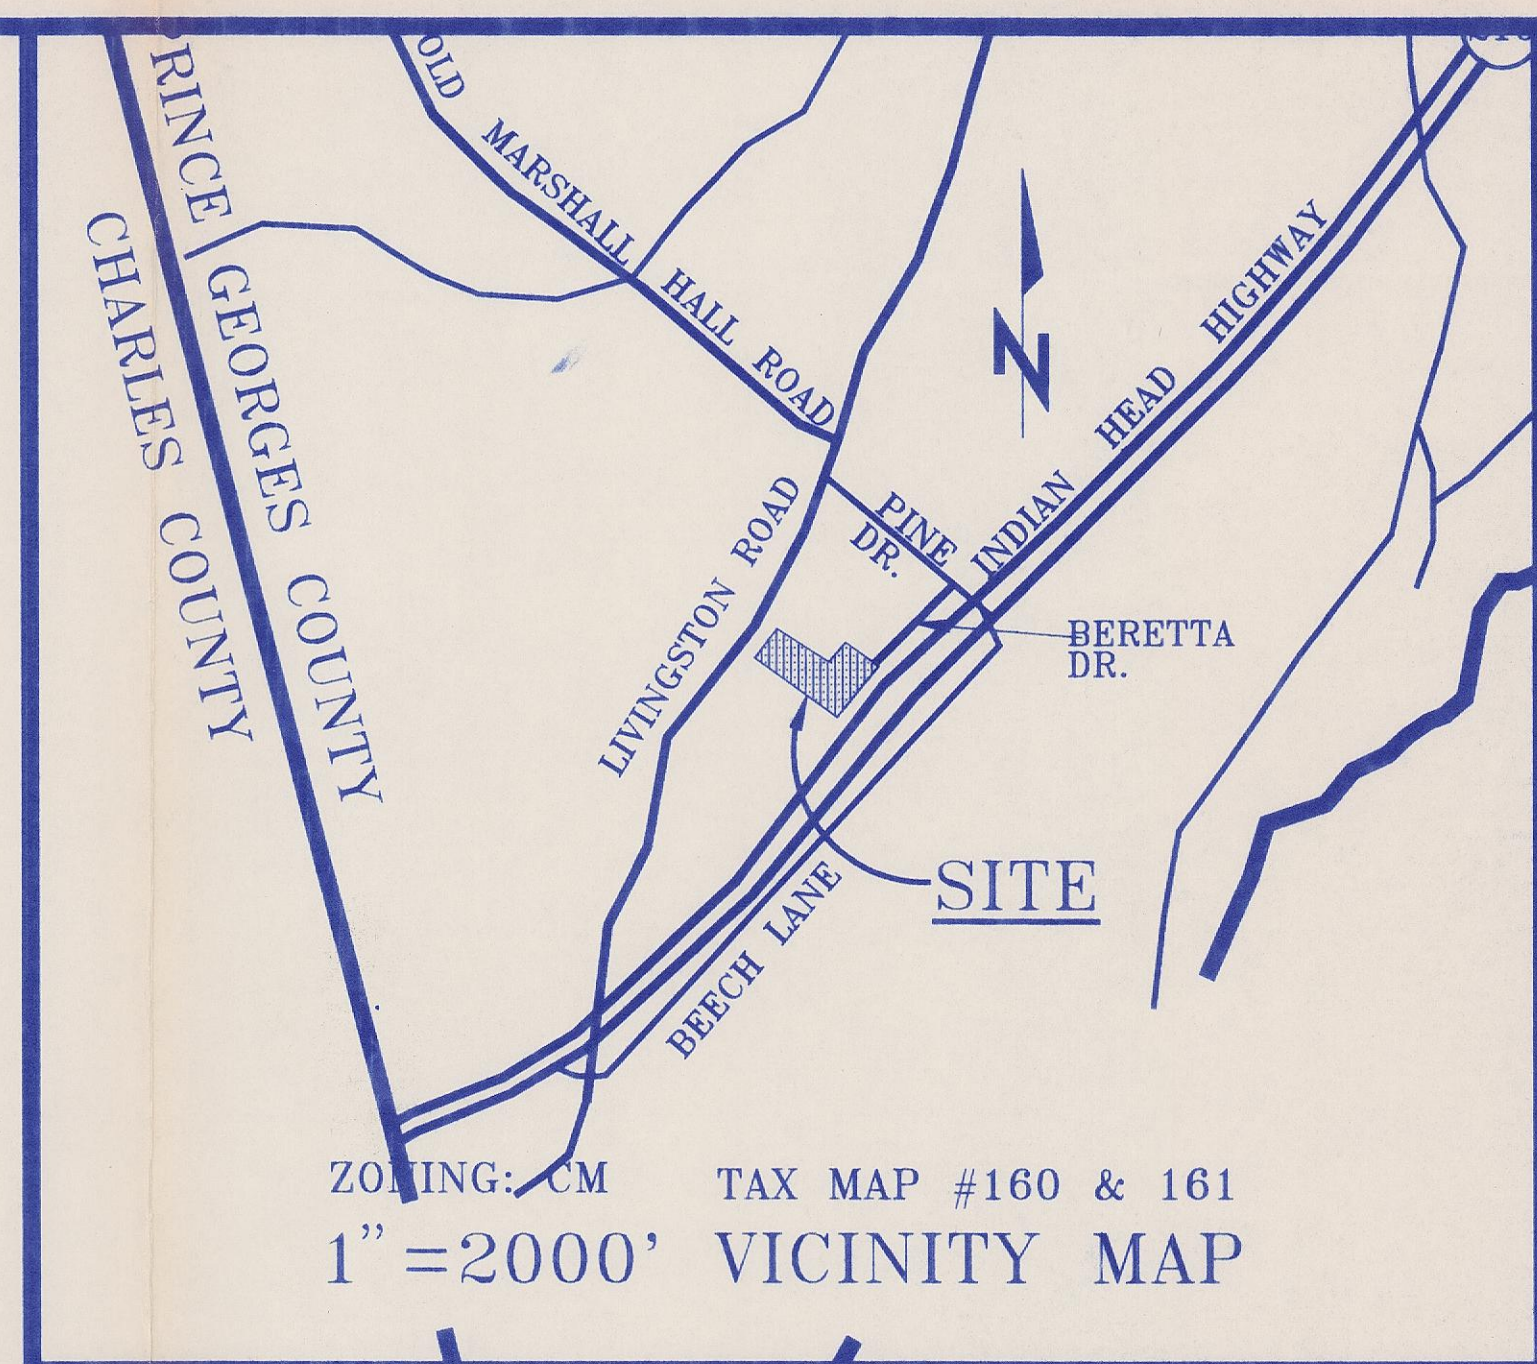 RINCE GEORGES COUNTY
CHARLES COUNTY
OLD MARSHALL HALL ROAD
INDIAN HEAD HIGHWAY
N
PINE
DR.
LIVINGSTON ROAD
BERETTA
DR.
SITE
BEECH LANE
ZONING: CM
TAX MAP #160 & 161
1"=2000' VICINITY MAP